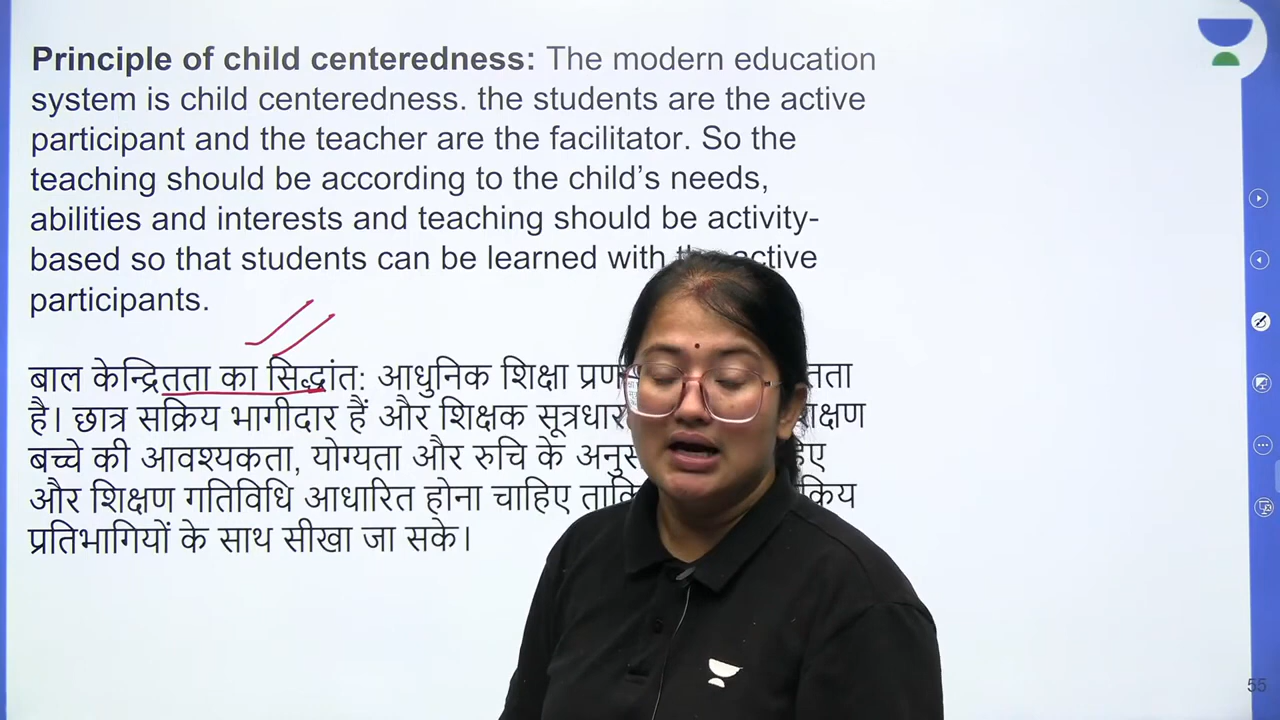 Principle of child centeredness: The modern education
system is child centeredness. the students are the active
participant and the teacher are the facilitator. So the
teaching should be according to the child's needs,
abilities and interests and teaching should be activity-
based so that students can be learned with active
participants.
बाल केन्द्रितता का सिद्धांत: आधुनिक शिक्षा
है। छात्र सक्रिय भागीदार हैं और शिक्षक
बच्चे की आवश्यकता, योग्यता और रुचि के
और शिक्षण गतिविधि आधारित होना चाहिए
प्रतिभागियों के साथ सीखा जा सके।
55